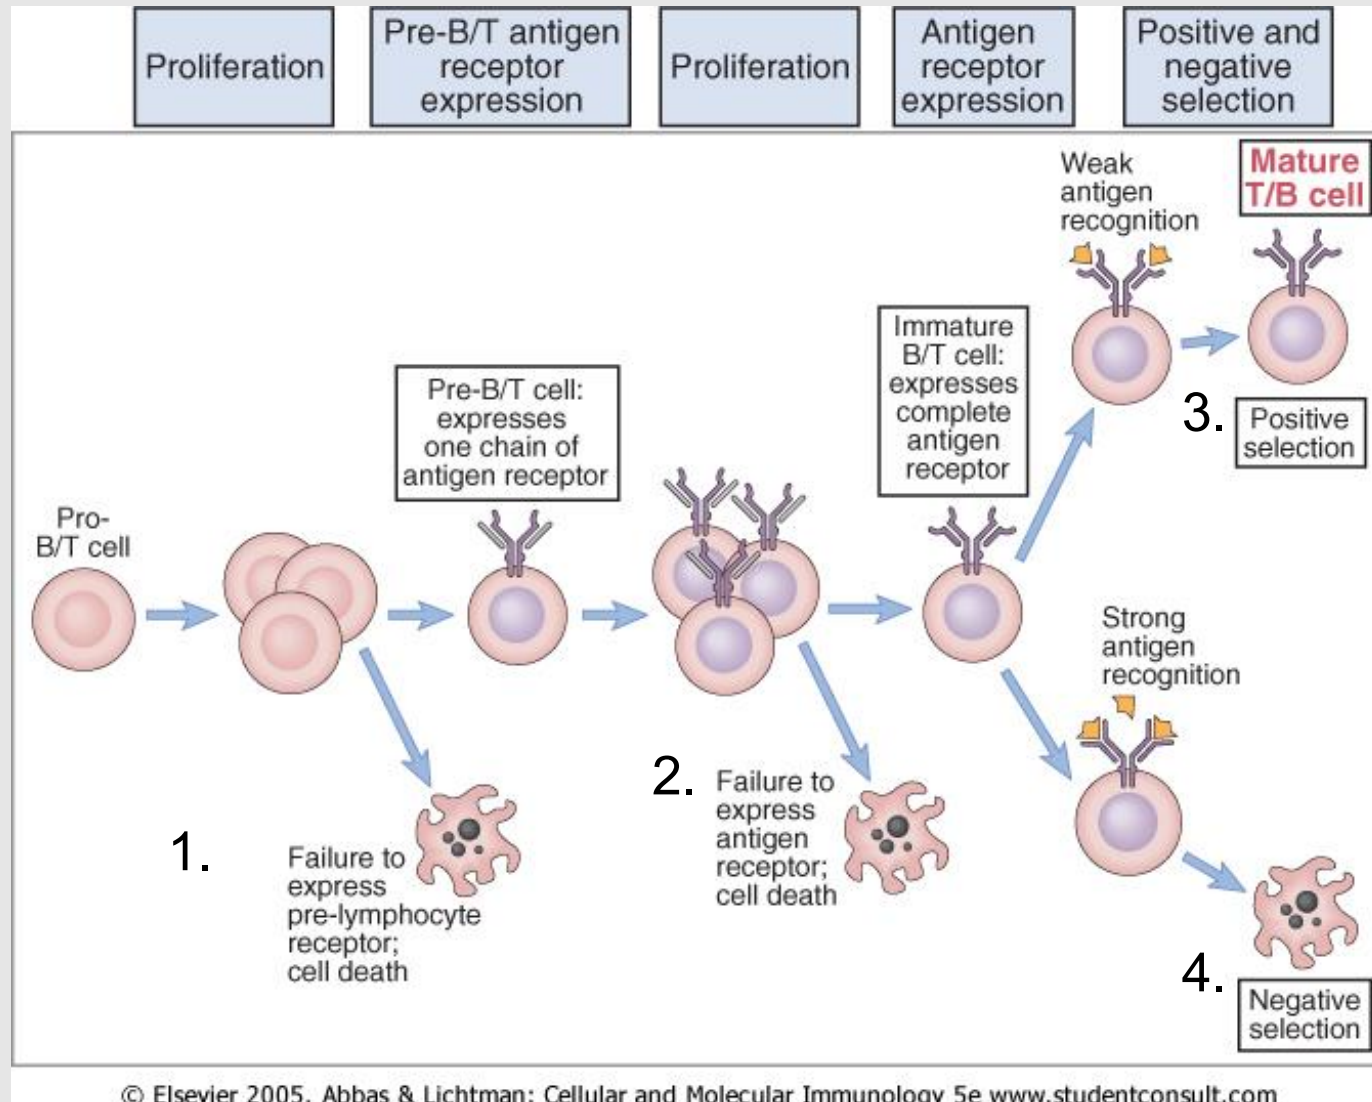 Proliferation
Pre-B/T antigen
receptor
expression
Proliferation
Antigen
receptor
expression
Positive and
negative
selection
Weak
antigen
recognition
Mature
T/B cell
Immature
B/T cell:
expresses
complete
antigen
receptor
Pre-B/T cell:
expresses
one chain of
antigen receptor
3.
Positive
selection
Pro-
B/T cell
Strong
antigen
recognition
1.
Failure to
express
pre-lymphocyte
receptor;
cell death
2.
Failure to
express
antigen
receptor;
cell death
4.
Negative
selection
© Elsevier 2005. Abbas & Lichtman: Cellular and Molecular Immunology 5e www.studentconsult.com